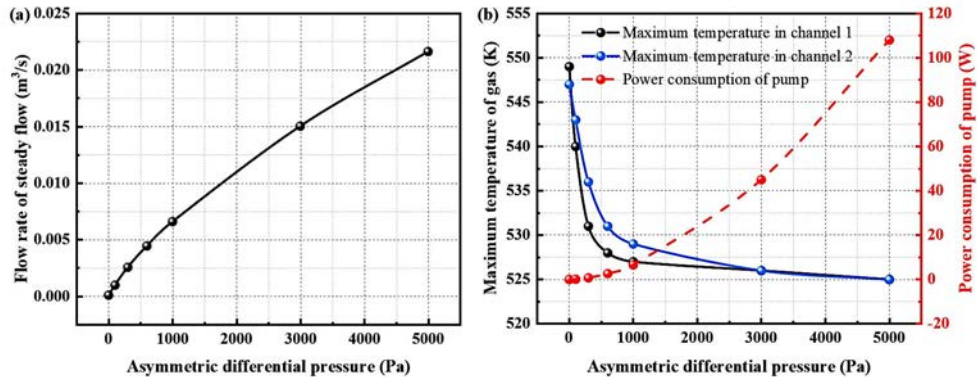 (a)
Flow rate of steady flow (m³/s)
0.025
0.020
0.015
0.010
0.005
0.000
0 1000 2000 3000 4000 5000
Asymmetric differential pressure (Pa)
(b)
Maximum temperature of gas (K)
555
550
545
540
535
530
525
520
Maximum temperature in channel 1
Maximum temperature in channel 2
Power consumption of pump
120
100
80
60
40
20
0
-20
Power consumption of pump (W)
0 1000 2000 3000 4000 5000
Asymmetric differential pressure (Pa)